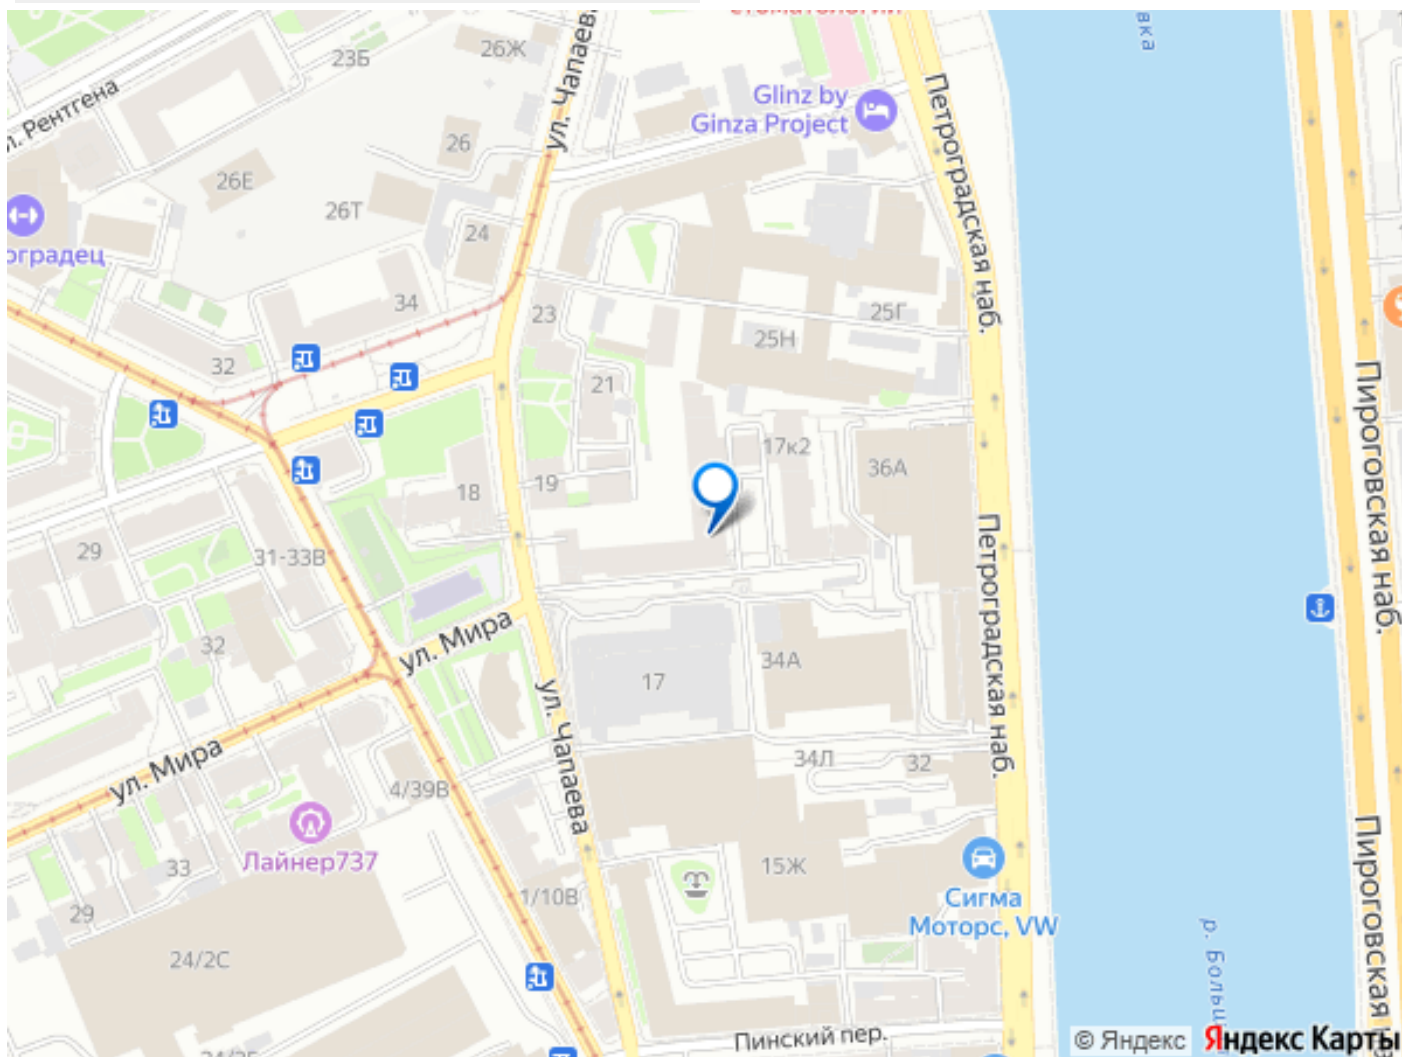 стоматологии
26Ж
23Б
ул. Чапаева
Glinz by
Ginza Project
Петроградская наб.
л. Рентгена
26
26Е
26Т
24
оградец
34
23
25Г
25Н
32
21
Пироговская наб.
17к2
36А
19
18
29
31-33В
Петроградская наб.
ул. Мира
32
34А
17
ул. Чапаева
ул. Мира
34Л
32
4/39В
Лайнер737
33
15Ж
Сигма
Моторс, VW
1/10В
29
24/2С
Пироговская
р. Больш
Пинский пер.
© Яндекс
Яндекс Карты